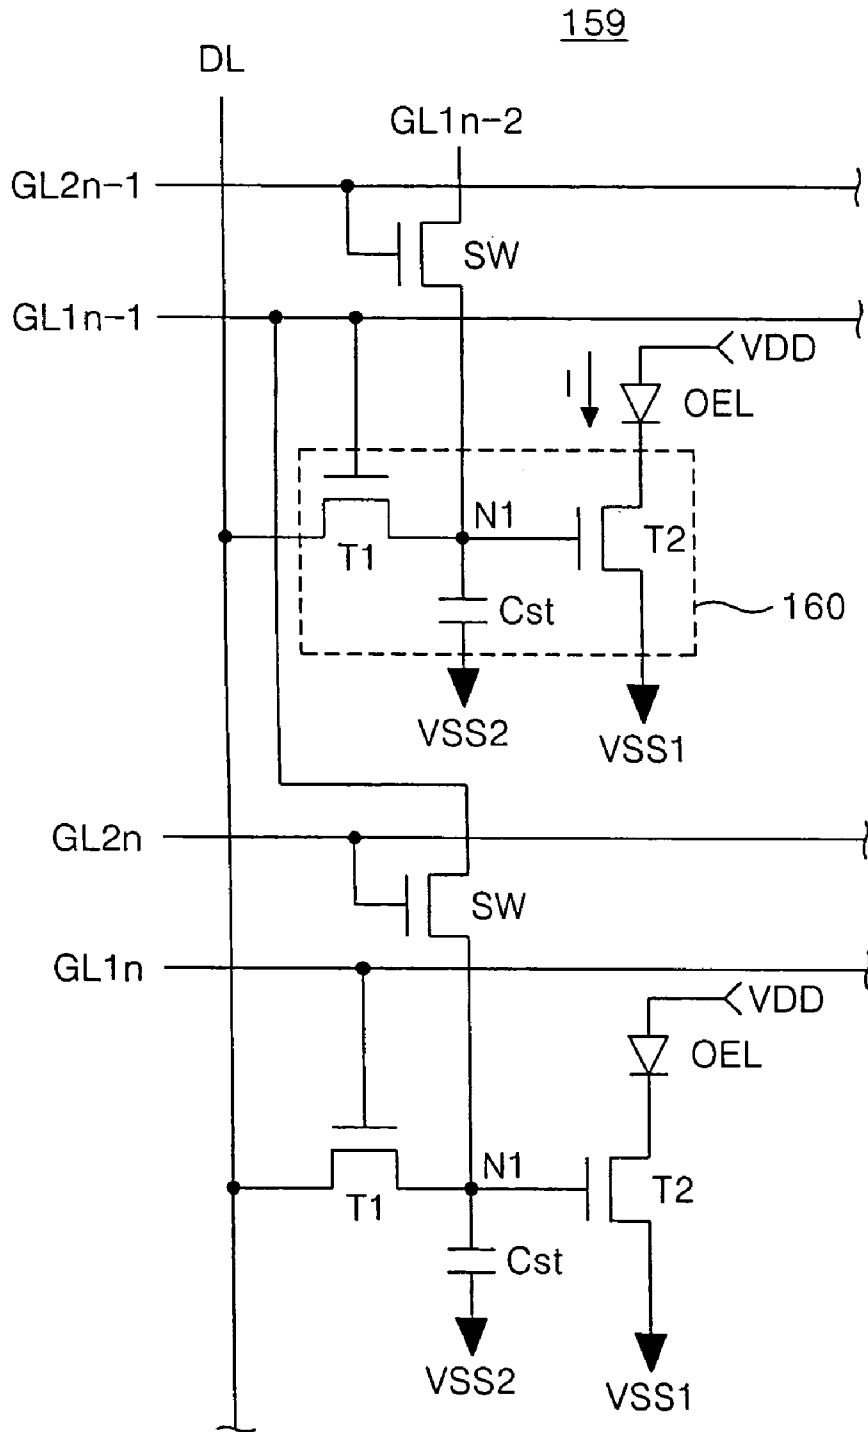 159
DL
GL1n-2
GL2n-1
SW
GL1n-1
VDD
I
OEL
N1
T1
T2
Cst
160
VSS2
VSS1
GL2n
SW
GL1n
VDD
OEL
N1
T1
T2
Cst
VSS2
VSS1